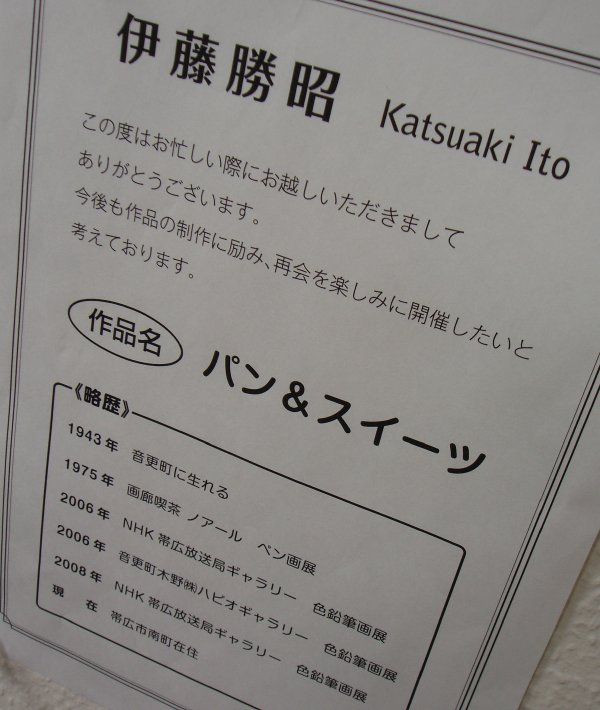 伊藤勝昭 Katsuaki Ito
この度はお忙しい際にお越しいただきまして
ありがとうございます。
今後も作品の制作に励み、再会を楽しみに開催したいと
考えております。
作品名 パン&スイーツ
《略歴》
1943年 音更町に生れる
1975年 画廊喫茶 ノアール ペン画展
2006年 NHK帯広放送局ギャラリー 色鉛筆画展
2006年 音更町木野㈱ハピオギャラリー 色鉛筆画展
2008年 NHK帯広放送局ギャラリー 色鉛筆画展
現 在 帯広市南町在住